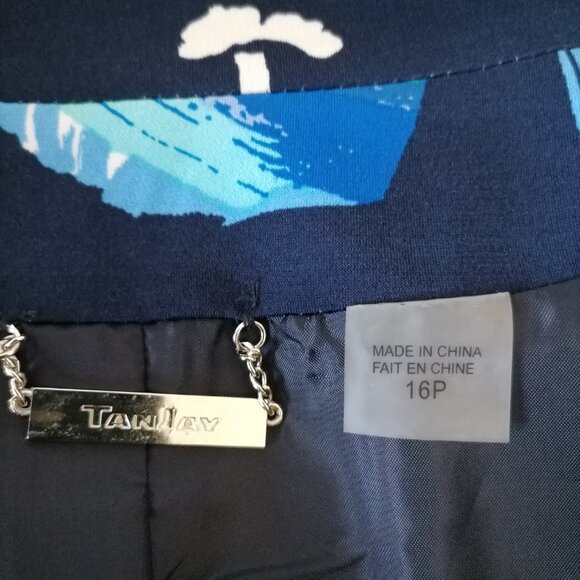 TANJAY
MADE IN CHINA
FAIT EN CHINE
16P